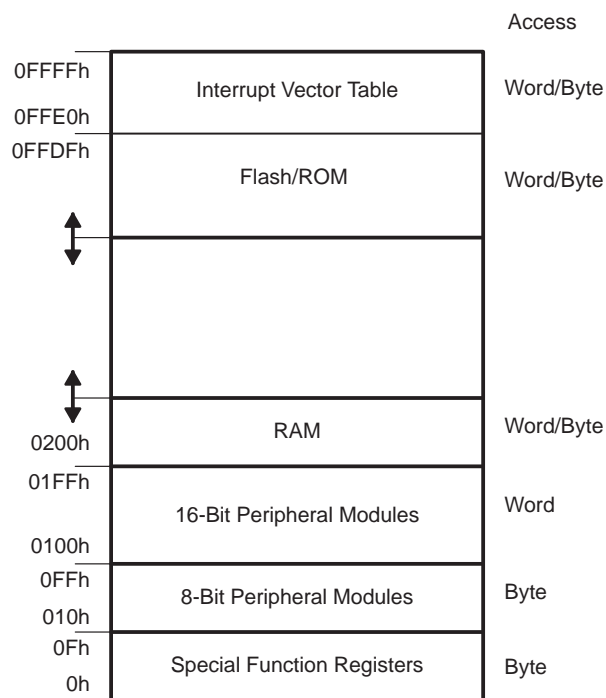 Access
0FFFFh
Interrupt Vector Table
Word/Byte
0FFE0h
0FFDFh
Flash/ROM
Word/Byte
RAM
Word/Byte
0200h
01FFh
16-Bit Peripheral Modules
Word
0100h
0FFh
8-Bit Peripheral Modules
Byte
010h
0Fh
Special Function Registers
Byte
0h